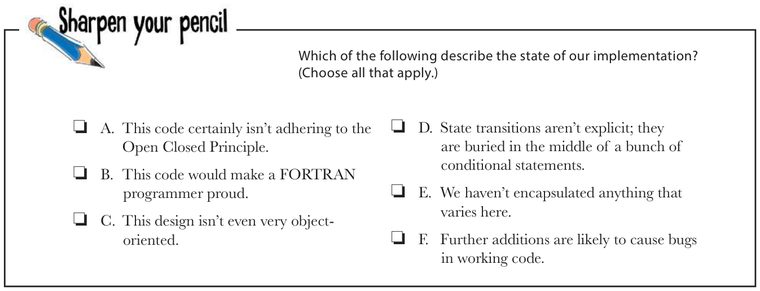 Sharpen your pencil
Which of the following describe the state of our implementation?
(Choose all that apply.)
A. This code certainly isn't adhering to the
Open Closed Principle.
B. This code would make a FORTRAN
programmer proud.
C. This design isn't even very object-
oriented.
D. State transitions aren't explicit; they
are buried in the middle of a bunch of
conditional statements.
E. We haven't encapsulated anything that
varies here.
F. Further additions are likely to cause bugs
in working code.